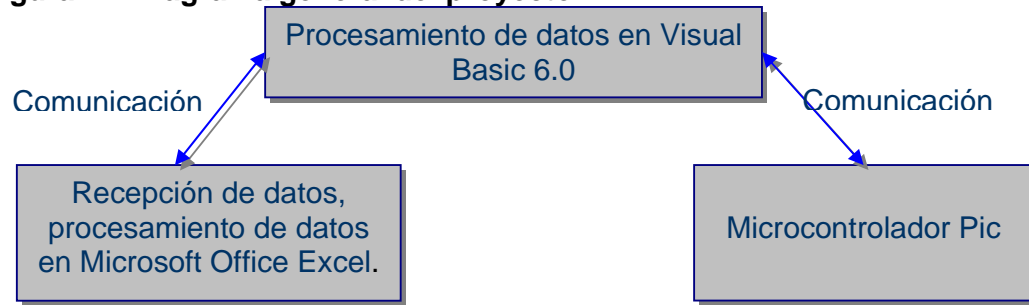 Procesamiento de datos en Visual
Basic 6.0
Comunicación
Comunicación
Recepción de datos,
procesamiento de datos
en Microsoft Office Excel.
Microcontrolador Pic